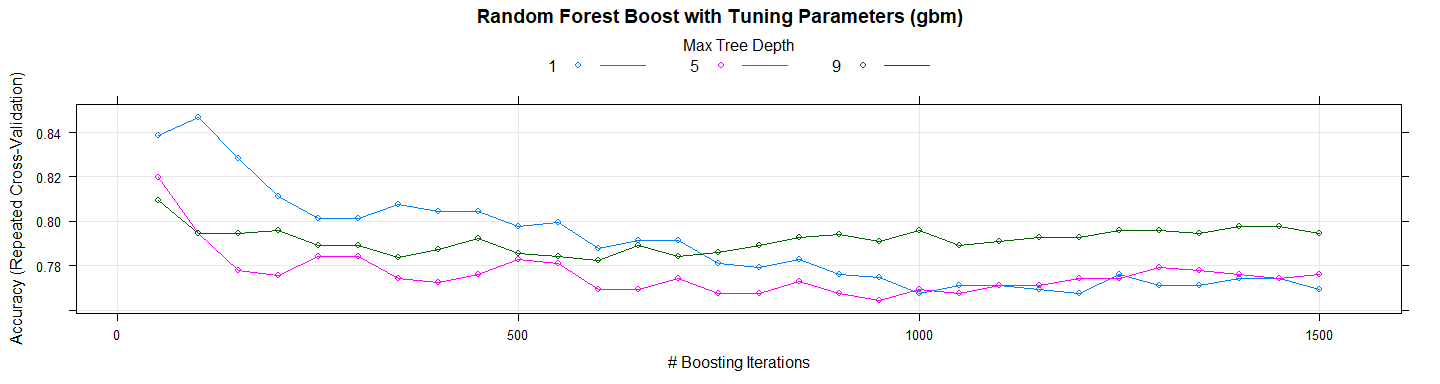 Random Forest Boost with Tuning Parameters (gbm)
Max Tree Depth
1 5 9
Accuracy (Repeated Cross-Validation)
0.84
0.82
0.80
0.78
0 500 1000 1500
# Boosting Iterations